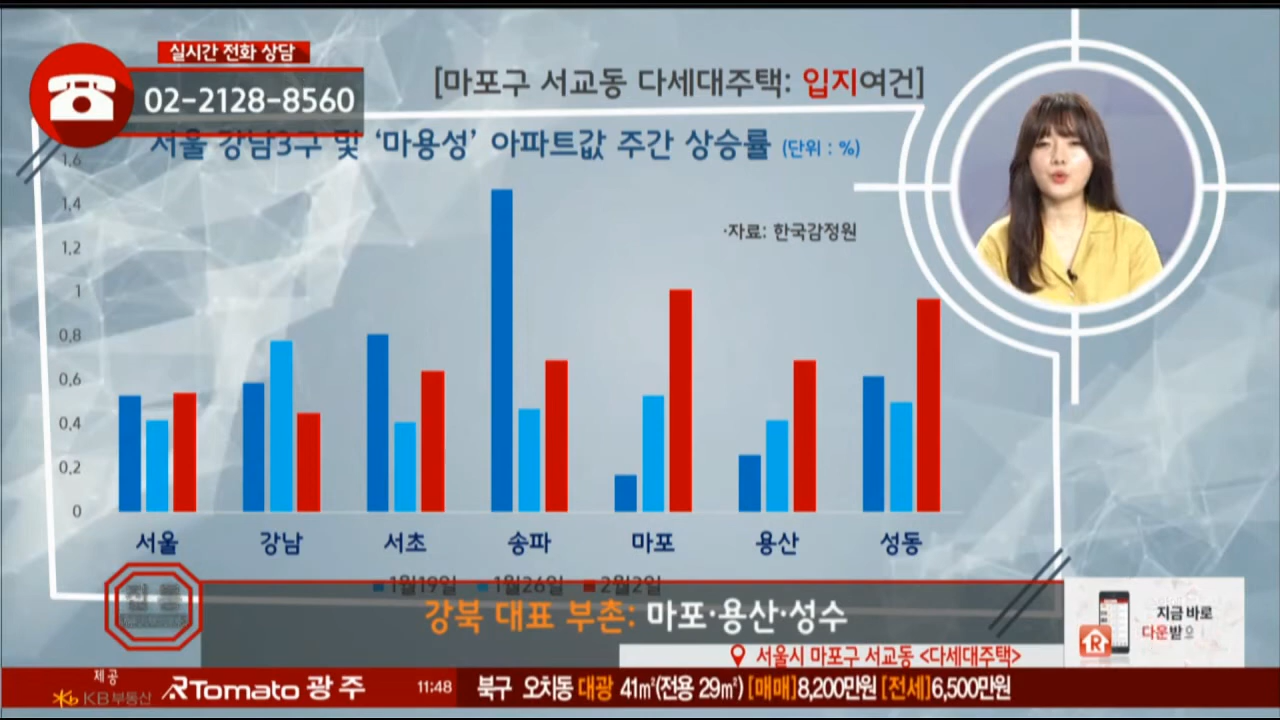 실시간 전화 상담
02-2128-8560
[마포구 서교동 다세대주택: 입지여건]
서울 강남3구 및 ‘마용성’ 아파트값 주간 상승률 (단위 : %)
·자료: 한국감정원
1.6
1.4
1.2
1
0.8
0.6
0.4
0.2
0
서울 강남 서초 송파 마포 용산 성동
1월19일 1월26일 2월2일
강북 대표 부촌: 마포·용산·성수
서울시 마포구 서교동 <다세대주택>
지금 바로
다운받으
제공
KB부동산
RTomato 광주
11:48
북구 오치동 대광 41㎡(전용 29㎡) [매매]8,200만원 [전세]6,500만원